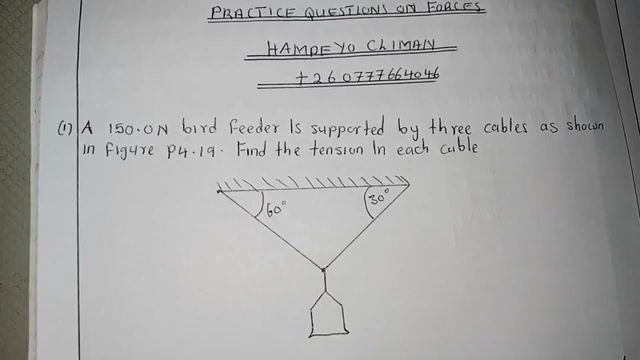 PRACTICE QUESTIONS ON FORCES
HAMPEYO CLIMAN
+260777664046
(1) A 150.0N bird feeder Is supported by three cables as shown
in figure P4.19. Find the tension In each cable
60° 30°